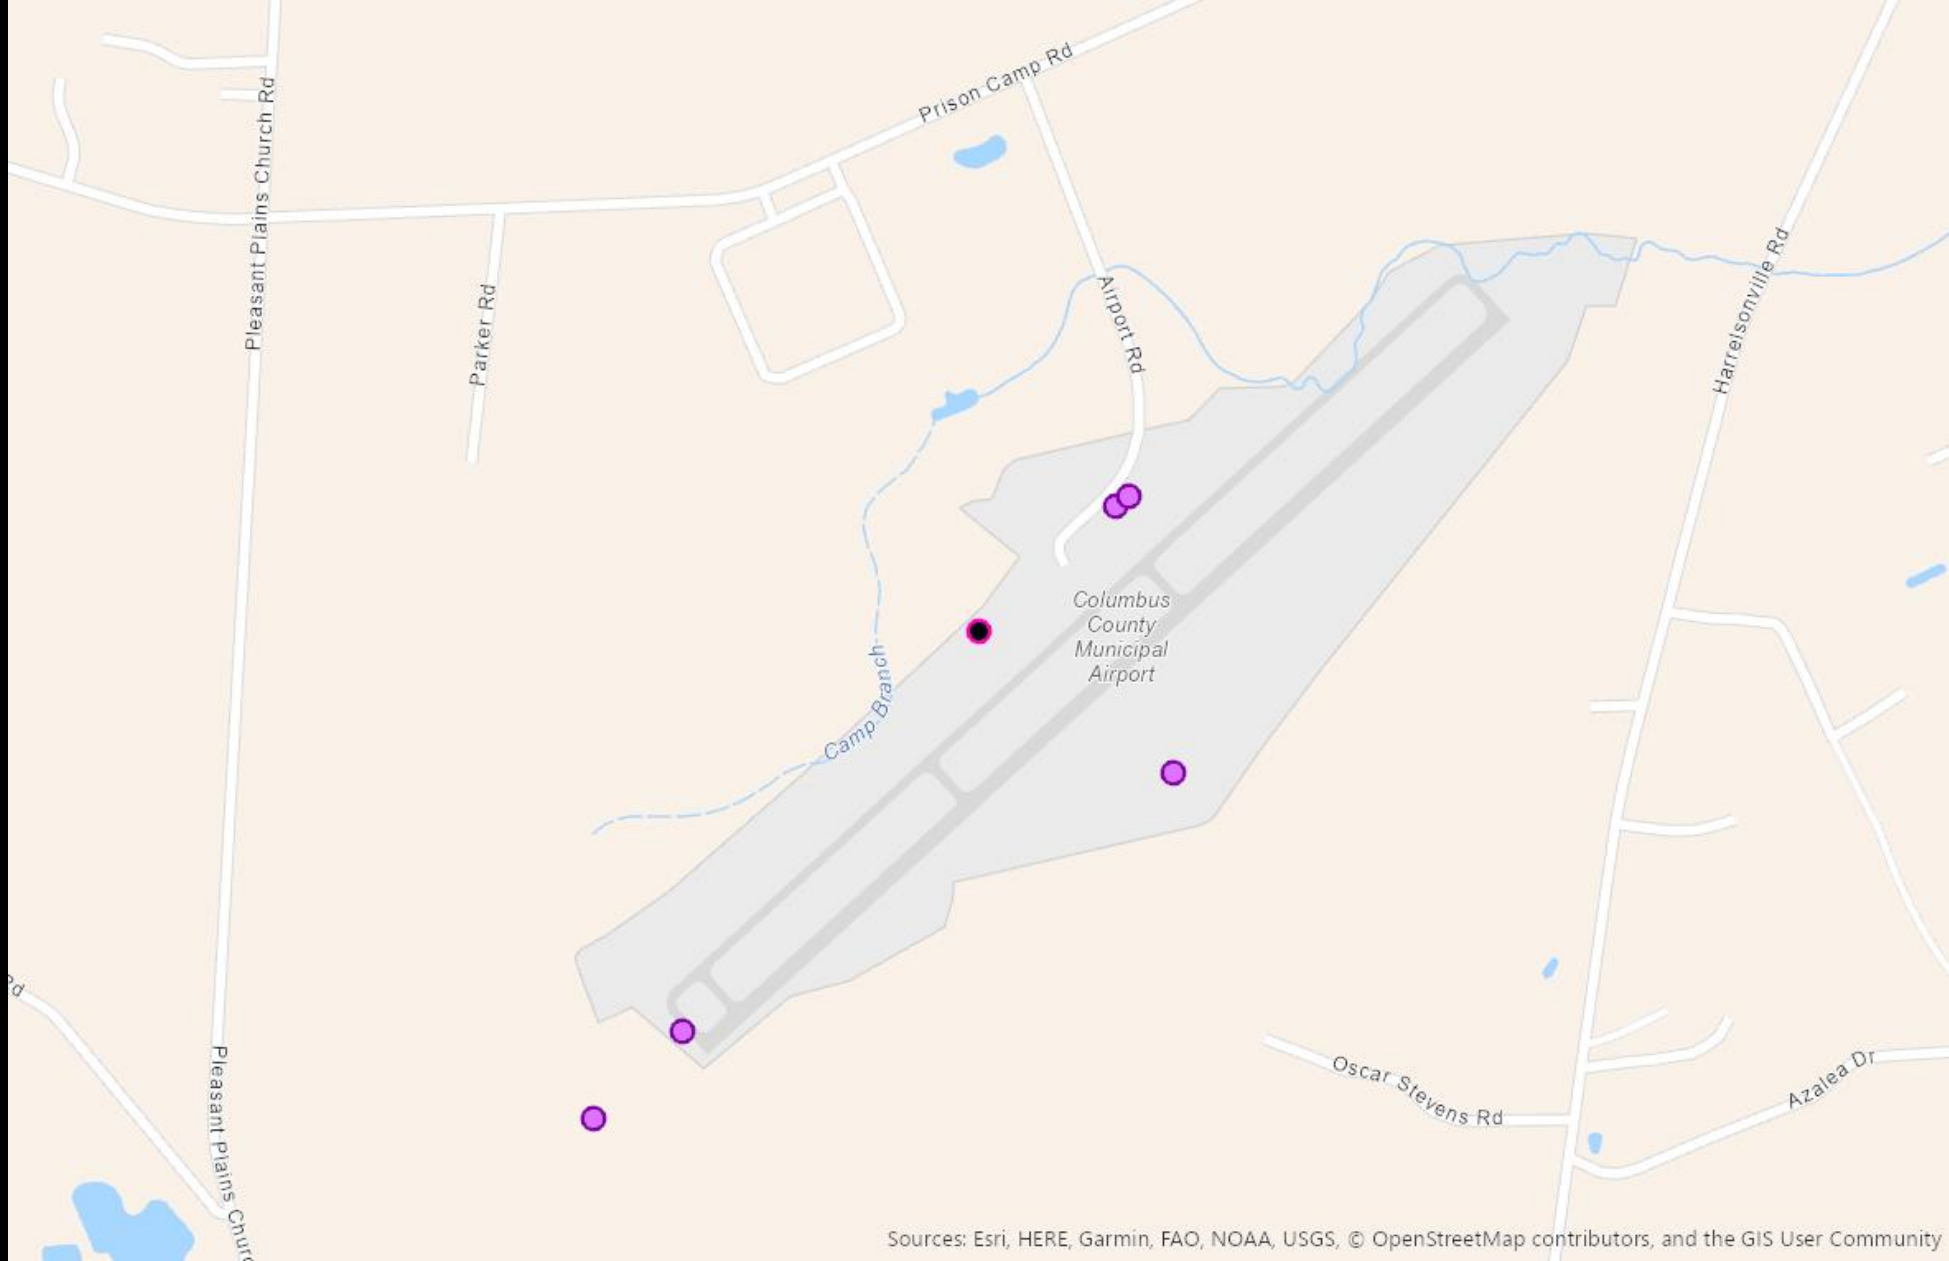 Prison Camp Rd
Pleasant Plains Church Rd
Parker Rd
Airport Rd
Harrelsonville Rd
Columbus
County
Municipal
Airport
Camp Branch
Rd
Pleasant Plains Churc
Oscar Stevens Rd
Azalea Dr
Sources: Esri, HERE, Garmin, FAO, NOAA, USGS, © OpenStreetMap contributors, and the GIS User Community